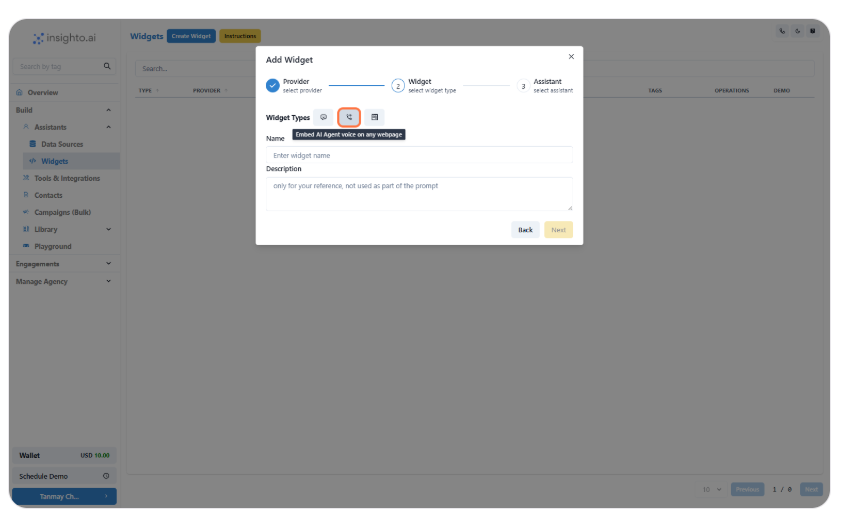 insighto.ai
Search by tag
Overview
Build
Assistants
Data Sources
Widgets
Tools & Integrations
Contacts
Campaigns (Bulk)
Library
Playground
Engagements
Manage Agency
Wallet USD 10.00
Schedule Demo
Tanmay Ch...
Widgets Create Widget Instructions
Search...
TYPE PROVIDER TAGS OPERATIONS DEMO
Add Widget
Provider
select provider
2 Widget
select widget type
3 Assistant
select assistant
Widget Types
Embed AI Agent voice on any webpage
Name
Enter widget name
Description
only for your reference, not used as part of the prompt
Back Next
10 Previous 1 / 0 Next